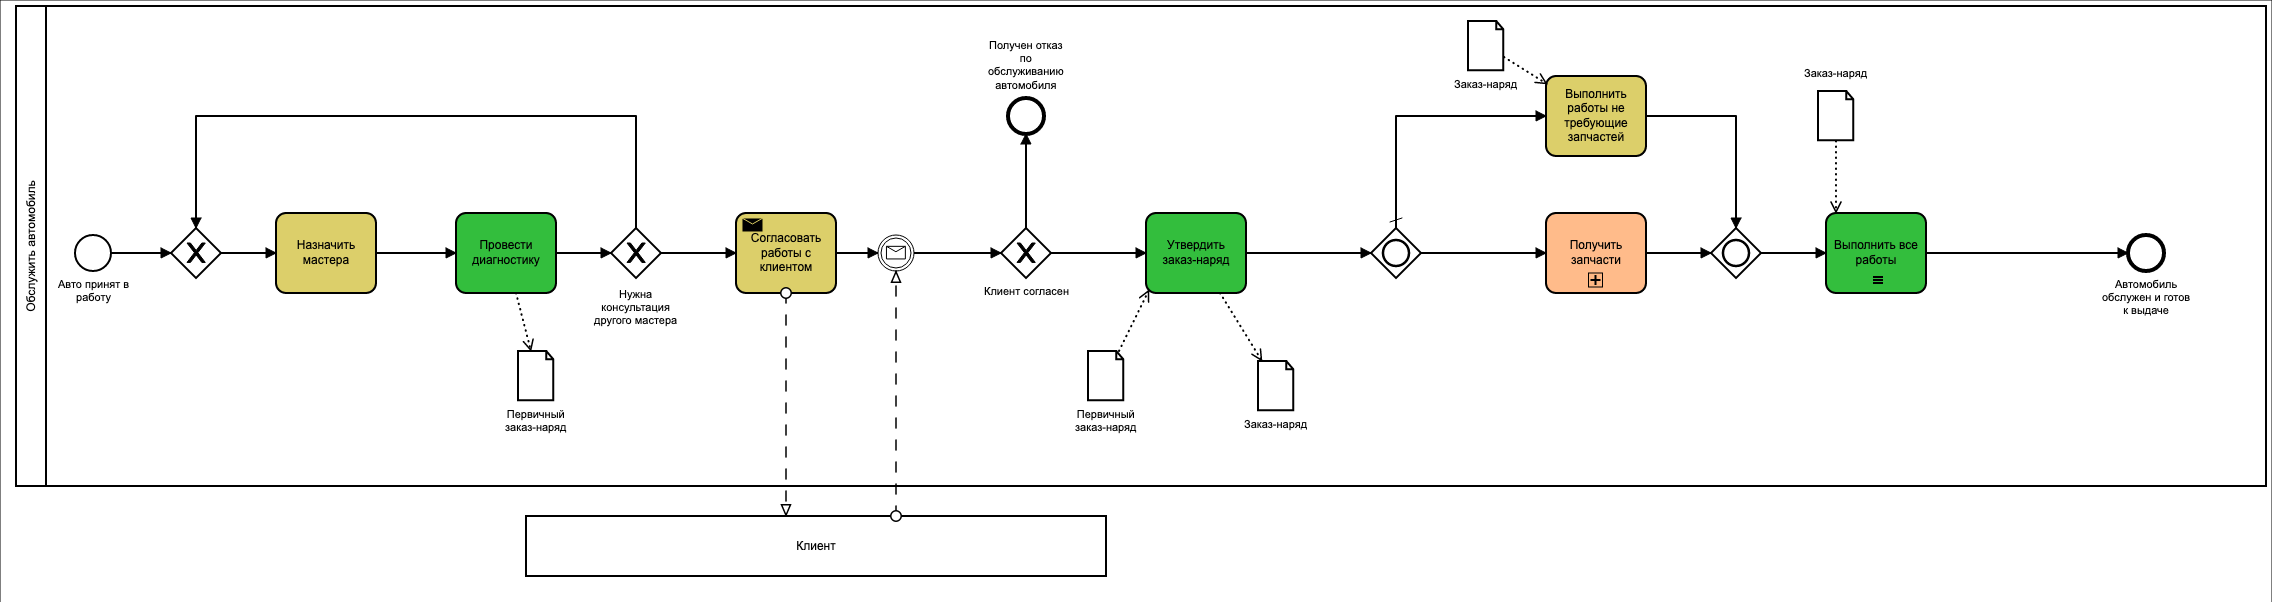 Обслужить автомобиль
Авто принят в
работу
Назначить
мастера
Провести
диагностику
Первичный
заказ-наряд
Нужна
консультация
другого мастера
Согласовать
работы с
клиентом
Получен отказ
по
обслуживанию
автомобиля
Клиент согласен
Утвердить
заказ-наряд
Первичный
заказ-наряд
Заказ-наряд
Заказ-наряд
Выполнить
работы не
требующие
запчастей
Получить
запчасти
Заказ-наряд
Выполнить все
работы
Автомобиль
обслужен и готов
к выдаче
Клиент